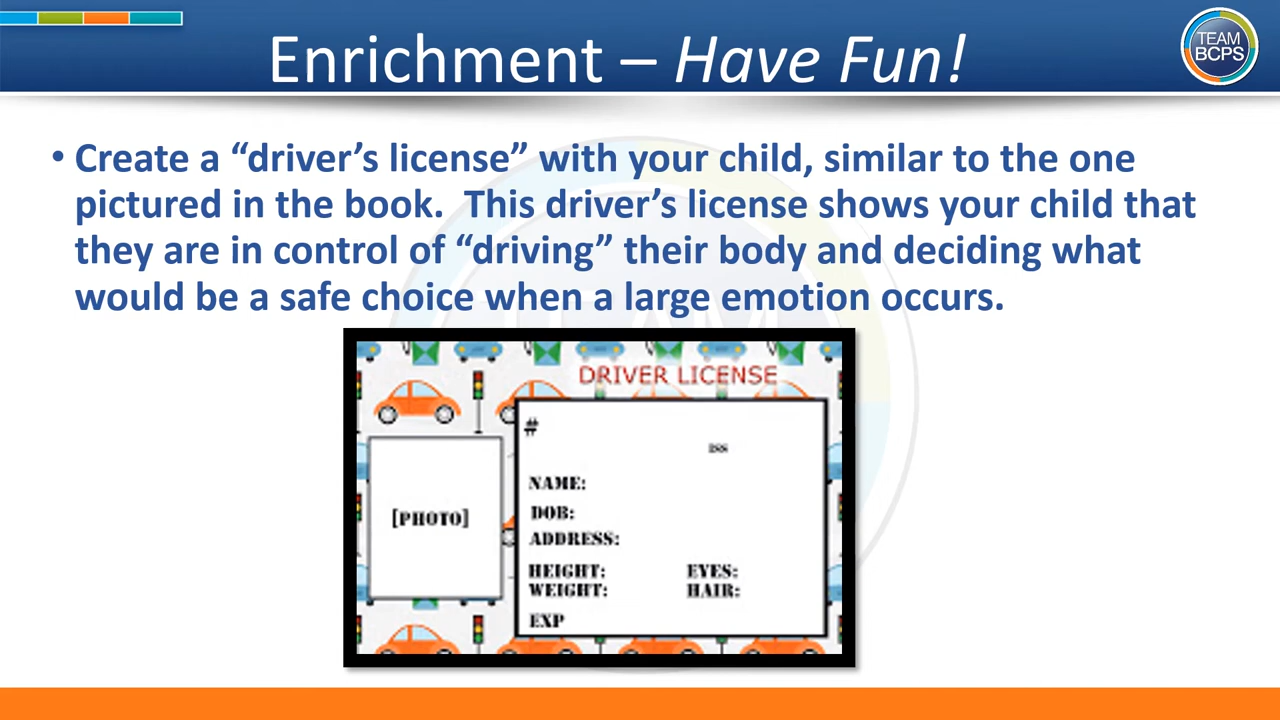 Enrichment – Have Fun!
TEAM
BCPS
• Create a “driver’s license” with your child, similar to the one
pictured in the book.  This driver’s license shows your child that
they are in control of “driving” their body and deciding what
would be a safe choice when a large emotion occurs.
DRIVER LICENSE
#
ISS
[PHOTO]
NAME:
DOB:
ADDRESS:
HEIGHT: EYES:
WEIGHT: HAIR:
EXP